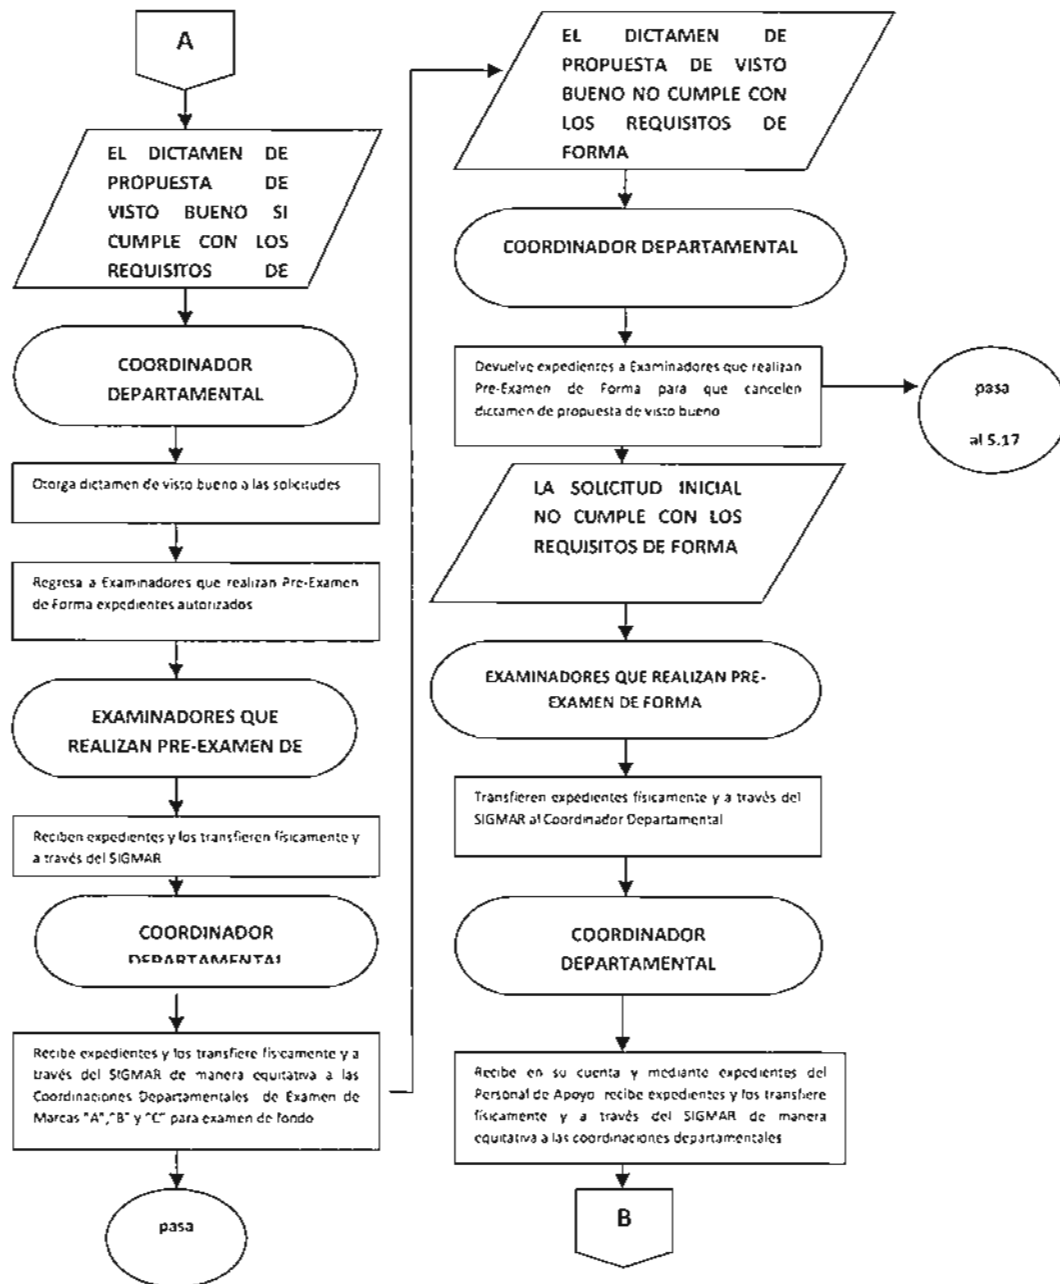 A
EL DICTAMEN DE
PROPUESTA DE
VISTO BUENO SI
CUMPLE CON LOS
REQUISITOS DE
COORDINADOR
DEPARTAMENTAL
Otorga dictamen de visto bueno a las solicitudes
Regresa a Examinadores que realizan Pre-Examen
de Forma expedientes autorizados
EXAMINADORES QUE
REALIZAN PRE-EXAMEN DE
Reciben expedientes y los transfieren físicamente y
a través del SIGMAR
COORDINADOR
DEPARTAMENTAL
Recibe expedientes y los transfiere físicamente y a
través del SIGMAR de manera equitativa a las
Coordinaciones Departamentales de Examen de
Marcas "A","B" y "C" para examen de fondo
pasa
EL DICTAMEN DE
PROPUESTA DE VISTO
BUENO NO CUMPLE CON
LOS REQUISITOS DE
FORMA
COORDINADOR DEPARTAMENTAL
Devuelve expedientes a Examinadores que realizan
Pre-Examen de Forma para que cancelen
dictamen de propuesta de visto bueno
pasa
al 5.17
LA SOLICITUD INICIAL
NO CUMPLE CON LOS
REQUISITOS DE FORMA
EXAMINADORES QUE REALIZAN PRE-
EXAMEN DE FORMA
Transfieren expedientes físicamente y a través del
SIGMAR al Coordinador Departamental
COORDINADOR
DEPARTAMENTAL
Recibe en su cuenta y mediante expedientes del
Personal de Apoyo recibe expedientes y los transfiere
físicamente y a través del SIGMAR de manera
equitativa a las coordinaciones departamentales
B